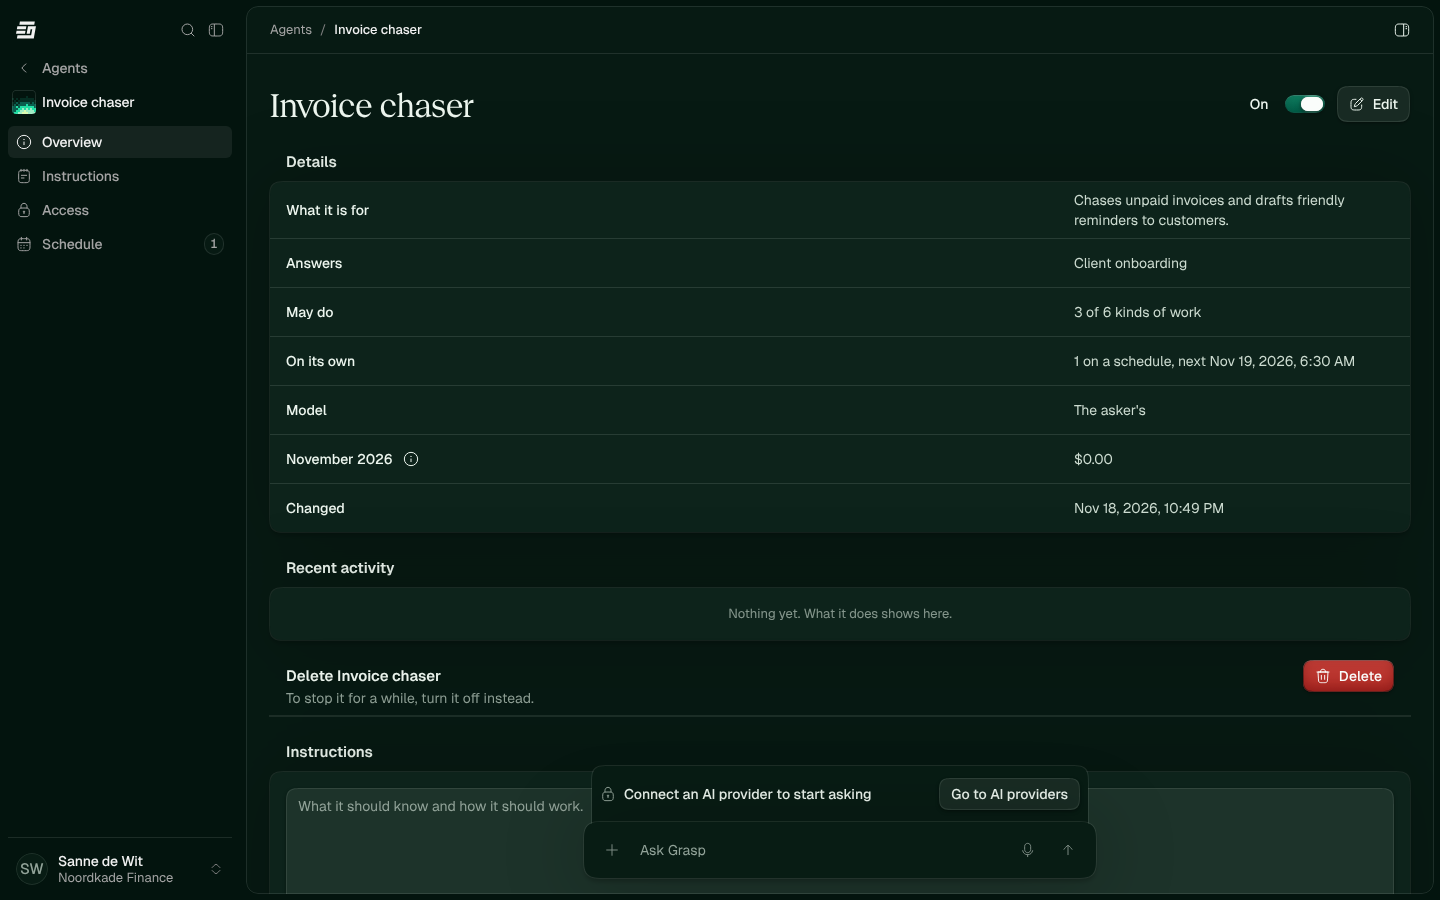 Agents
Invoice chaser
Overview
Instructions
Access
Schedule
1
Sanne de Wit
SW
Noordkade Finance
Agents / Invoice chaser
Invoice chaser
On
Edit
Details
What it is for
Chases unpaid invoices and drafts friendly
reminders to customers.
Answers
Client onboarding
May do
3 of 6 kinds of work
On its own
1 on a schedule, next Nov 19, 2026, 6:30 AM
Model
The asker's
November 2026
$0.00
Changed
Nov 18, 2026, 10:49 PM
Recent activity
Nothing yet. What it does shows here.
Delete Invoice chaser
To stop it for a while, turn it off instead.
Delete
Instructions
What it should know and how it should work.
Connect an AI provider to start asking
Go to AI providers
Ask Grasp